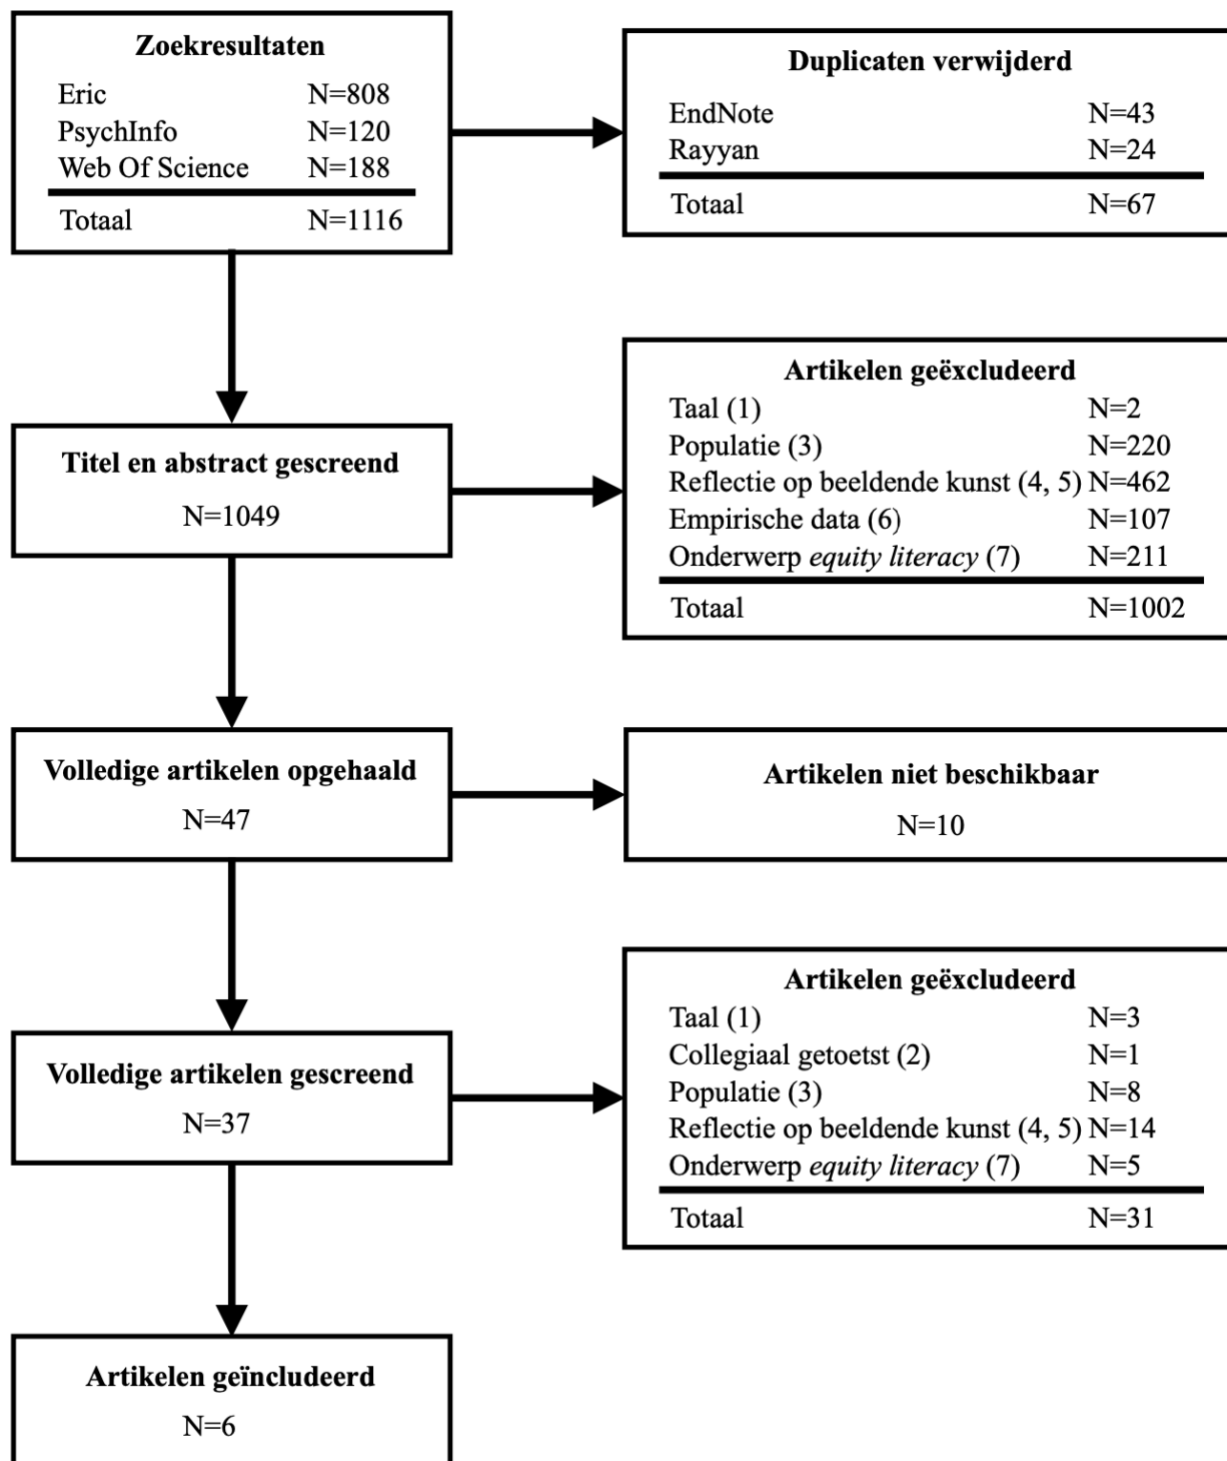 Zoekresultaten
Eric N=808
PsychInfo N=120
Web Of Science N=188
Totaal N=1116
Duplicaten verwijderd
EndNote N=43
Rayyan N=24
Totaal N=67
Titel en abstract gescreend
N=1049
Artikelen geëxcludeerd
Taal (1) N=2
Populatie (3) N=220
Reflectie op beeldende kunst (4, 5) N=462
Empirische data (6) N=107
Onderwerp equity literacy (7) N=211
Totaal N=1002
Volledige artikelen opgehaald
N=47
Artikelen niet beschikbaar
N=10
Volledige artikelen gescreend
N=37
Artikelen geëxcludeerd
Taal (1) N=3
Collegiaal getoetst (2) N=1
Populatie (3) N=8
Reflectie op beeldende kunst (4, 5) N=14
Onderwerp equity literacy (7) N=5
Totaal N=31
Artikelen geïncludeerd
N=6